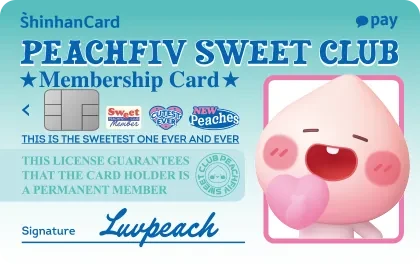 ShinhanCard
pay
PEACHFIV SWEET CLUB
★Membership Card★
Sweet
Member
CUTEST
EVER
NEW
Peaches
THIS IS THE SWEETEST ONE EVER AND EVER
THIS LICENSE GUARANTEES
THAT THE CARD HOLDER IS
A PERMANENT MEMBER
SWEET CLUB PEACHFIV
Signature
Luvpeach